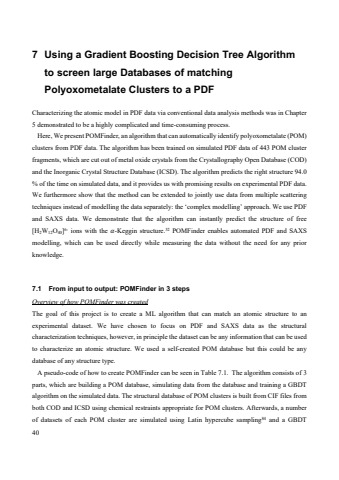 7 Using a Gradient Boosting Decision Tree Algorithm
to screen large Databases of matching
Polyoxometalate Clusters to a PDF
Characterizing the atomic model in PDF data via conventional data analysis methods was in Chapter
5 demonstrated to be a highly complicated and time-consuming process.
Here, We present POMFinder, an algorithm that can automatically identify polyoxometalate (POM)
clusters from PDF data. The algorithm has been trained on simulated PDF data of 443 POM cluster
fragments, which are cut out of metal oxide crystals from the Crystallography Open Database (COD)
and the Inorganic Crystal Structure Database (ICSD). The algorithm predicts the right structure 94.0
% of the time on simulated data, and it provides us with promising results on experimental PDF data.
We furthermore show that the method can be extended to jointly use data from multiple scattering
techniques instead of modelling the data separately: the ‘complex modelling’ approach. We use PDF
and SAXS data. We demonstrate that the algorithm can instantly predict the structure of free
ions with the α-Keggin structure. POMFinder enables automated PDF and SAXS
modelling, which can be used directly while measuring the data without the need for any prior
knowledge.
7.1 From input to output: POMFinder in 3 steps
Overview of how POMFinder was created
The goal of this project is to create a ML algorithm that can match an atomic structure to an
experimental dataset. We have chosen to focus on PDF and SAXS data as the structural
characterization techniques, however, in principle the dataset can be any information that can be used
to characterize an atomic structure. We used a self-created POM database but this could be any
database of any structure type.
A pseudo-code of how to create POMFinder can be seen in Table 7.1. The algorithm consists of 3
parts, which are building a POM database, simulating data from the database and training a GBDT
algorithm on the simulated data. The structural database of POM clusters is built from CIF files from
both COD and ICSD using chemical restraints appropriate for POM clusters. Afterwards, a number
of datasets of each POM cluster are simulated using Latin hypercube sampling and a GBDT
40